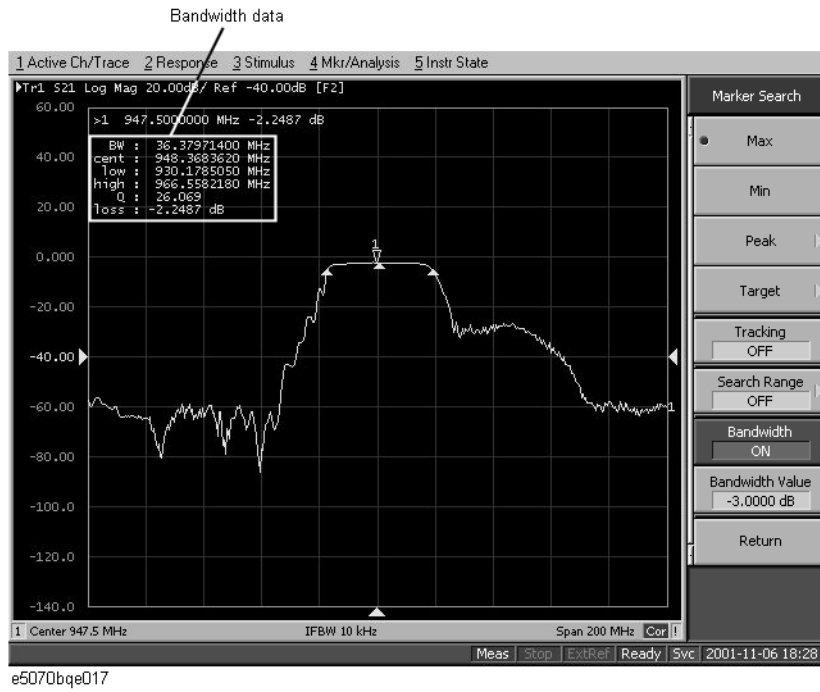 Bandwidth data
1 Active Ch/Trace 2 Response 3 Stimulus 4 Mkr/Analysis 5 Instr State
Tr1 S21 Log Mag 20.00dB/ Ref -40.00dB [F2]
Marker Search
60.00
>1 947.5000000 MHz -2.2487 dB
BW : 36.37971400 MHz
cent : 948.3683620 MHz
low : 930.1785050 MHz
high : 966.5582180 MHz
Q : 26.069
loss : -2.2487 dB
Max
40.00
Min
20.00
Peak
1
0.000
Target
-20.00
Tracking
OFF
-40.00
Search Range
OFF
-60.00
1
Bandwidth
ON
-80.00
Bandwidth Value
-3.0000 dB
-100.0
Return
-120.0
-140.0
1 Center 947.5 MHz IFBW 10 kHz Span 200 MHz Cor !
Meas Stop ExtRef Ready Svc 2001-11-06 18:28
e5070bqe017